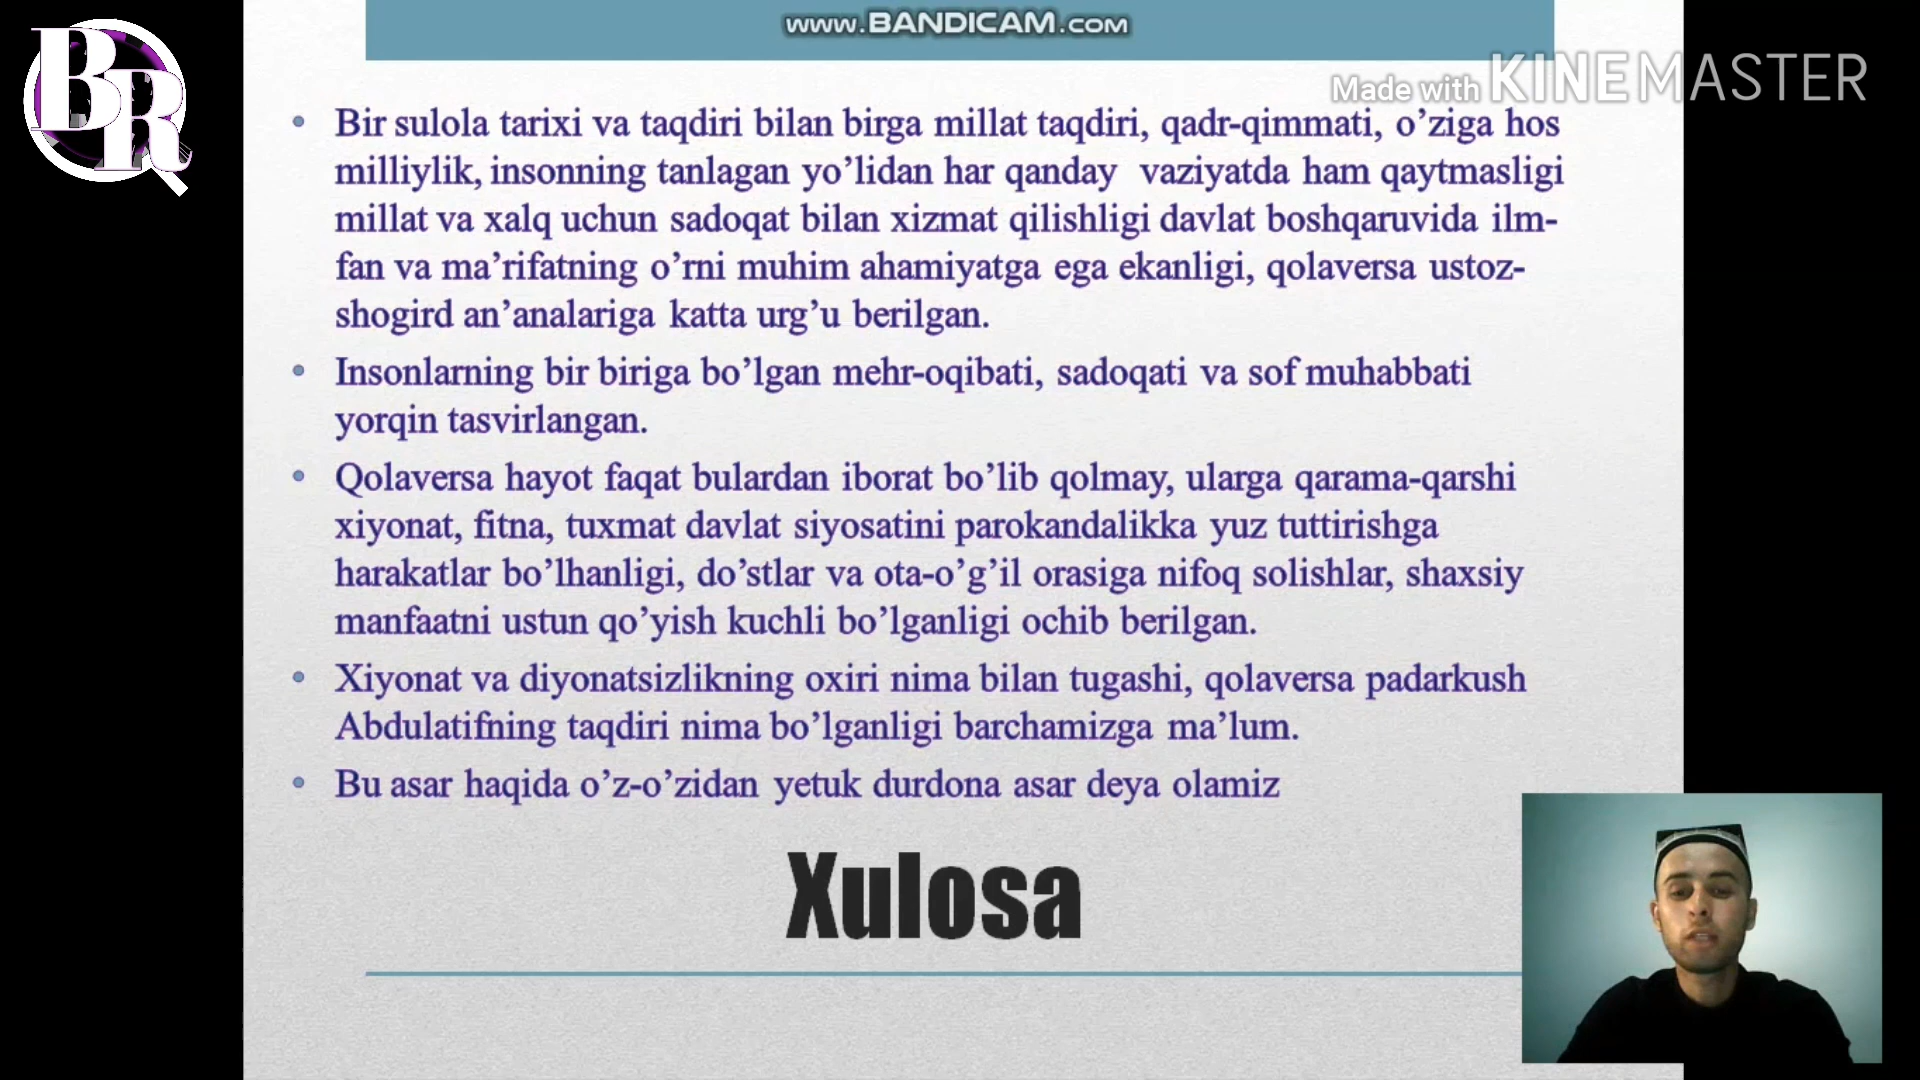 www.BANDICAM.com
Made with KINEMASTER
BR
• Bir sulola tarixi va taqdiri bilan birga millat taqdiri, qadr-qimmati, o’ziga hos
milliylik, insonning tanlagan yo’lidan har qanday vaziyatda ham qaytmasligi
millat va xalq uchun sadoqat bilan xizmat qilishligi davlat boshqaruvida ilm-
fan va ma’rifatning o’rni muhim ahamiyatga ega ekanligi, qolaversa ustoz-
shogird an’analariga katta urg’u berilgan.
• Insonlarning bir biriga bo’lgan mehr-oqibati, sadoqati va sof muhabbati
yorqin tasvirlangan.
• Qolaversa hayot faqat bulardan iborat bo’lib qolmay, ularga qarama-qarshi
xiyonat, fitna, tuxmat davlat siyosatini parokandalikka yuz tuttirishga
harakatlar bo’lhanligi, do’stlar va ota-o’g’il orasiga nifoq solishlar, shaxsiy
manfaatni ustun qo’yish kuchli bo’lganligi ochib berilgan.
• Xiyonat va diyonatsizlikning oxiri nima bilan tugashi, qolaversa padarkush
Abdulatifning taqdiri nima bo’lganligi barchamizga ma’lum.
• Bu asar haqida o’z-o’zidan yetuk durdona asar deya olamiz
Xulosa